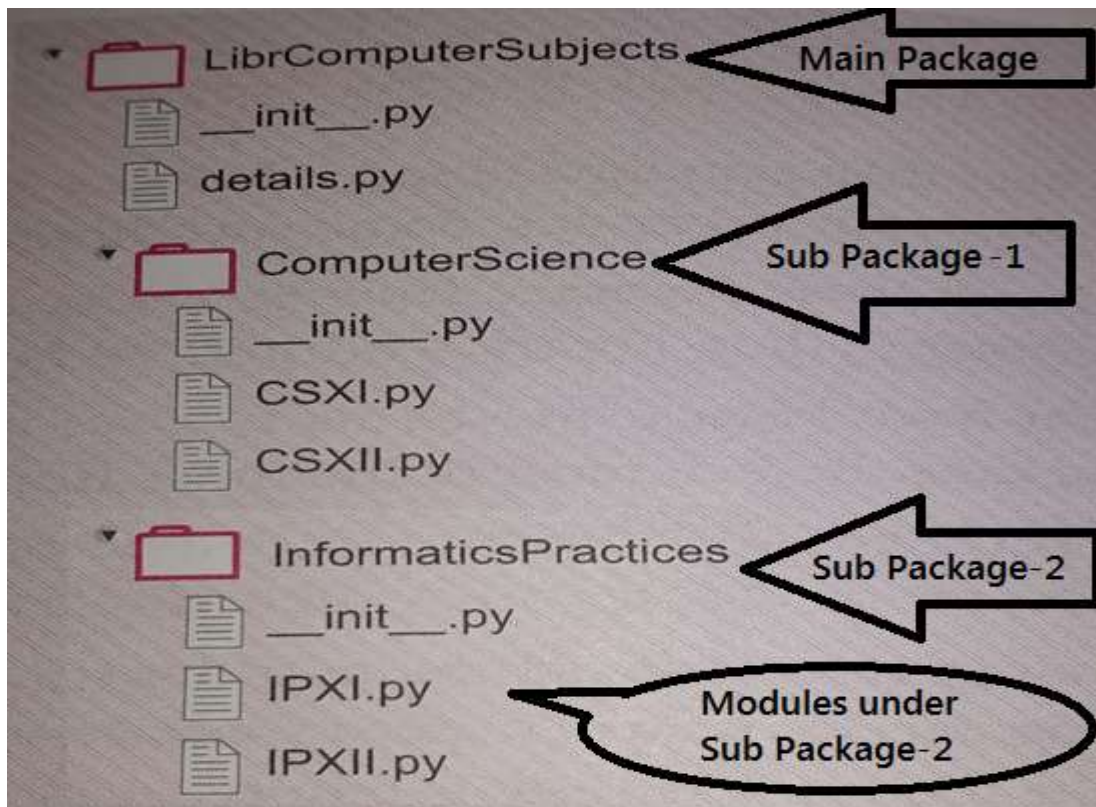 LibrComputerSubjects
Main Package
__init__.py
details.py
ComputerScience
Sub Package -1
__init__.py
CSXI.py
CSXII.py
InformaticsPractices
Sub Package-2
__init__.py
IPXI.py
Modules under
Sub Package-2
IPXII.py